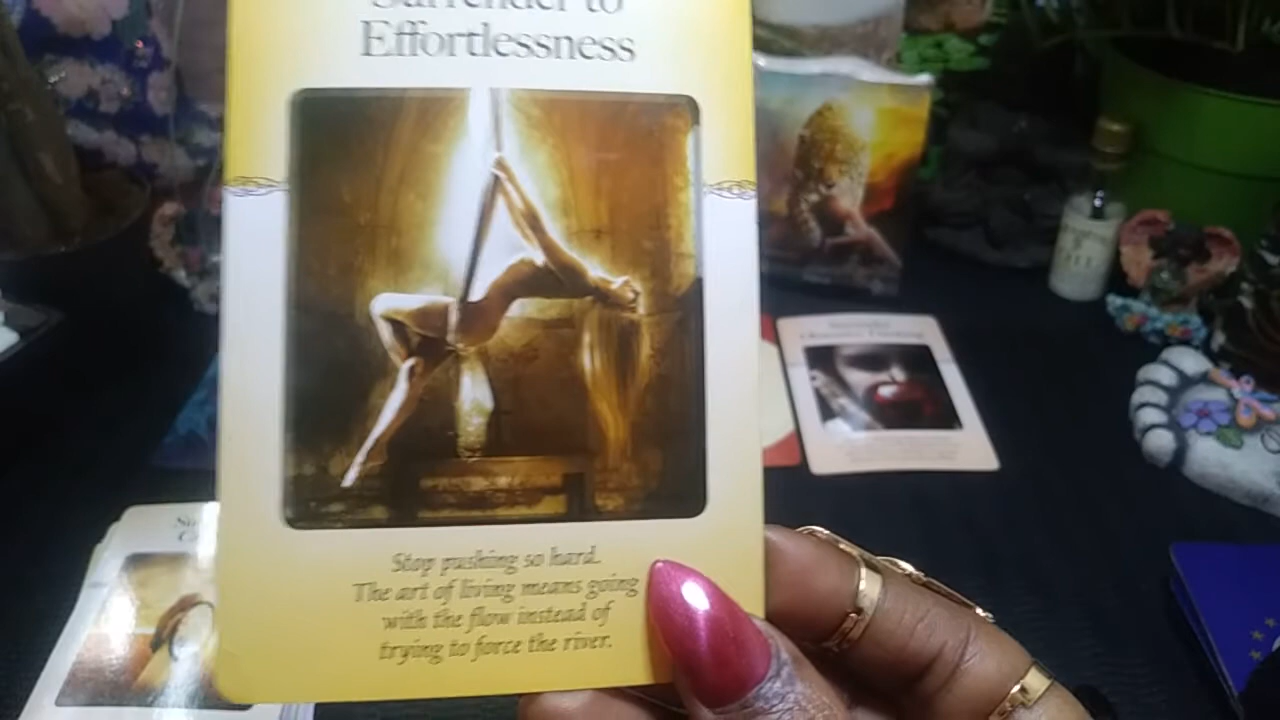 Surrender to
Effortlessness
Stop pushing so hard.
The art of living means going
with the flow instead of
trying to force the river.